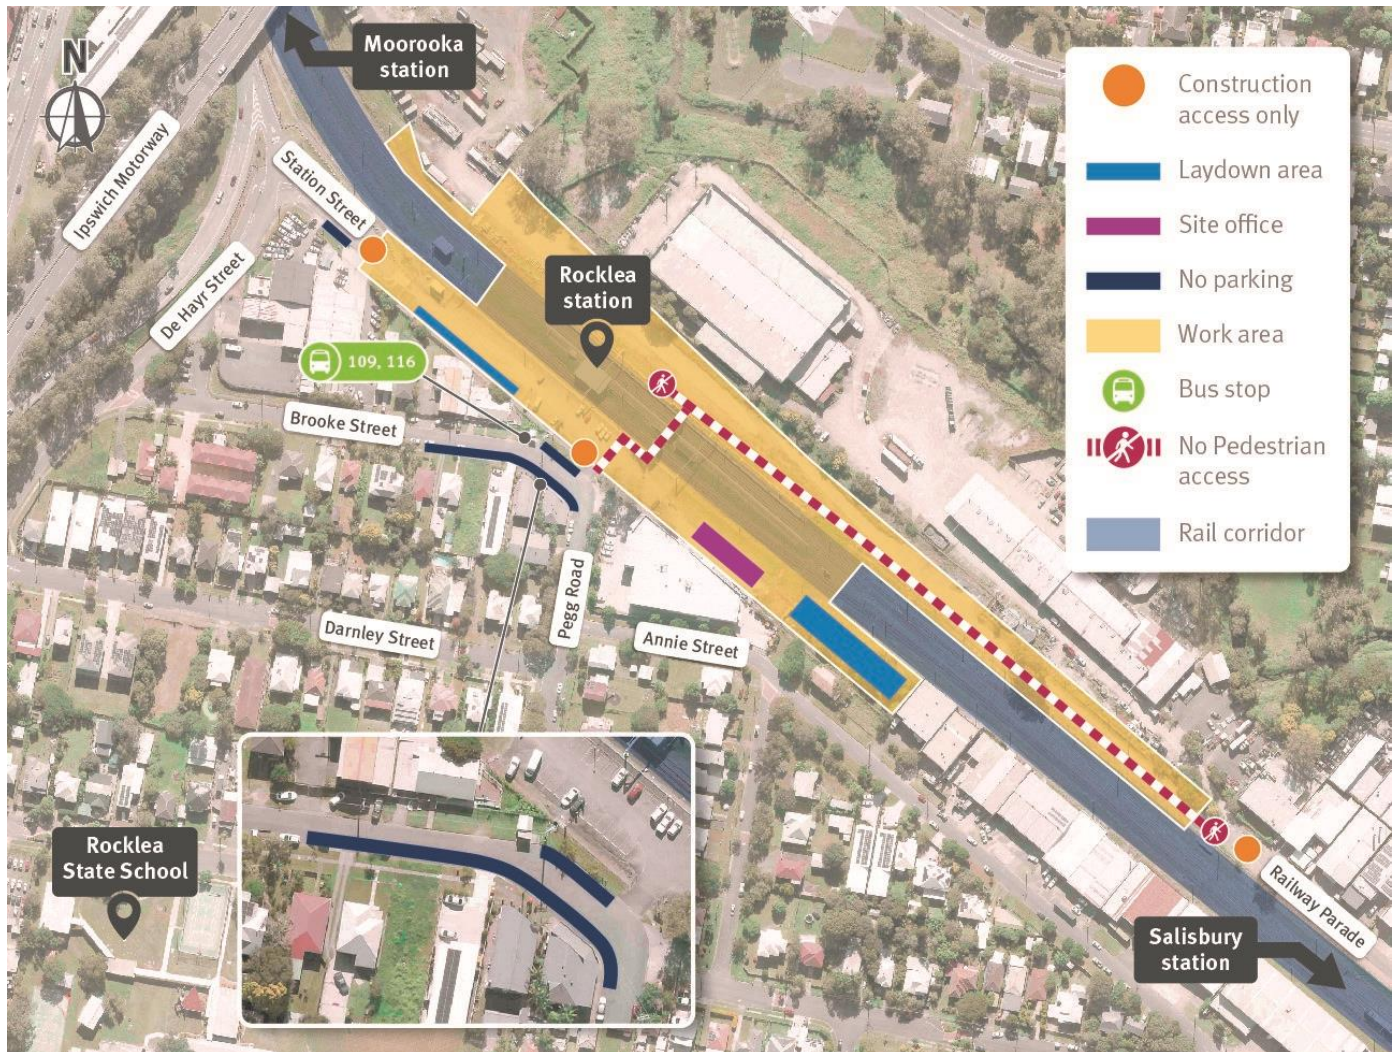 N
Moorooka
station
Ipswich Motorway
Station Street
De Hayr Street
Rocklea
station
109, 116
Brooke Street
Pegg Road
Darnley Street
Annie Street
Rocklea
State School
Railway Parade
Salisbury
station
Construction
access only
Laydown area
Site office
No parking
Work area
Bus stop
No Pedestrian
access
Rail corridor